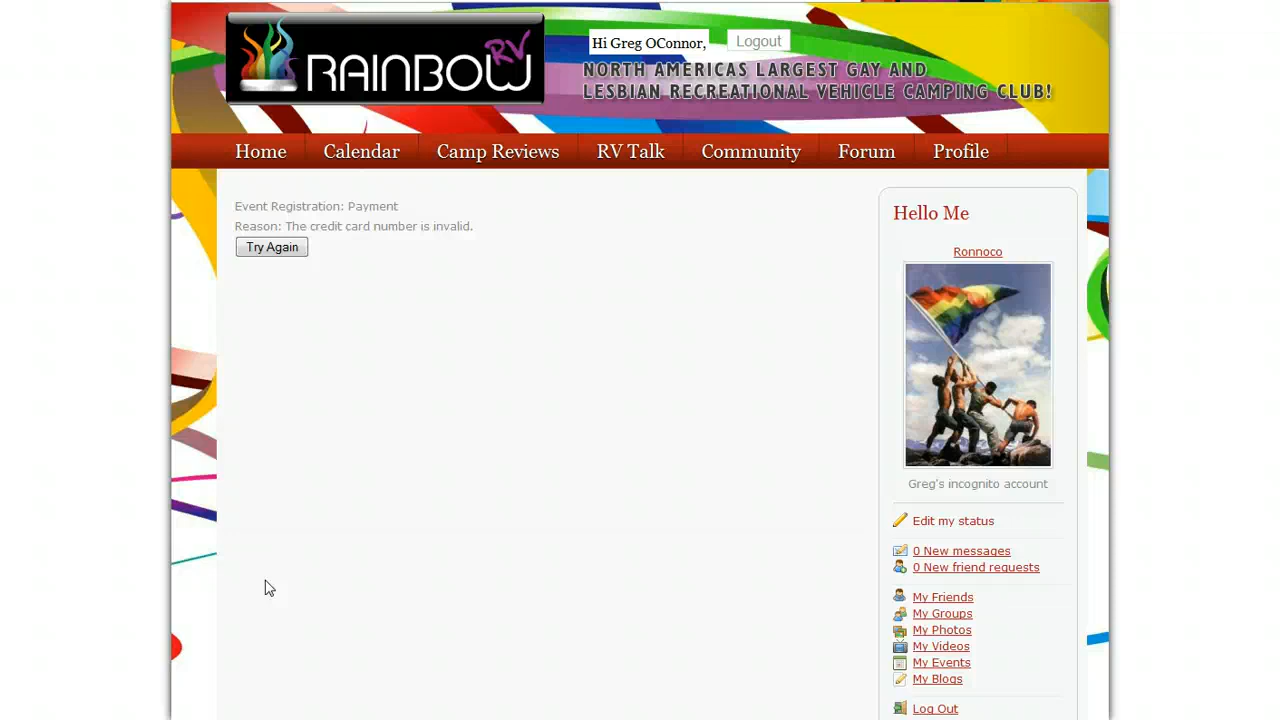 RAINBOW RV
Hi Greg OConnor,
Logout
NORTH AMERICAS LARGEST GAY AND
LESBIAN RECREATIONAL VEHICLE CAMPING CLUB!
Home Calendar Camp Reviews RV Talk Community Forum Profile
Event Registration: Payment
Reason: The credit card number is invalid.
Try Again
Hello Me
Ronnoco
Greg's incognito account
Edit my status
0 New messages
0 New friend requests
My Friends
My Groups
My Photos
My Videos
My Events
My Blogs
Log Out